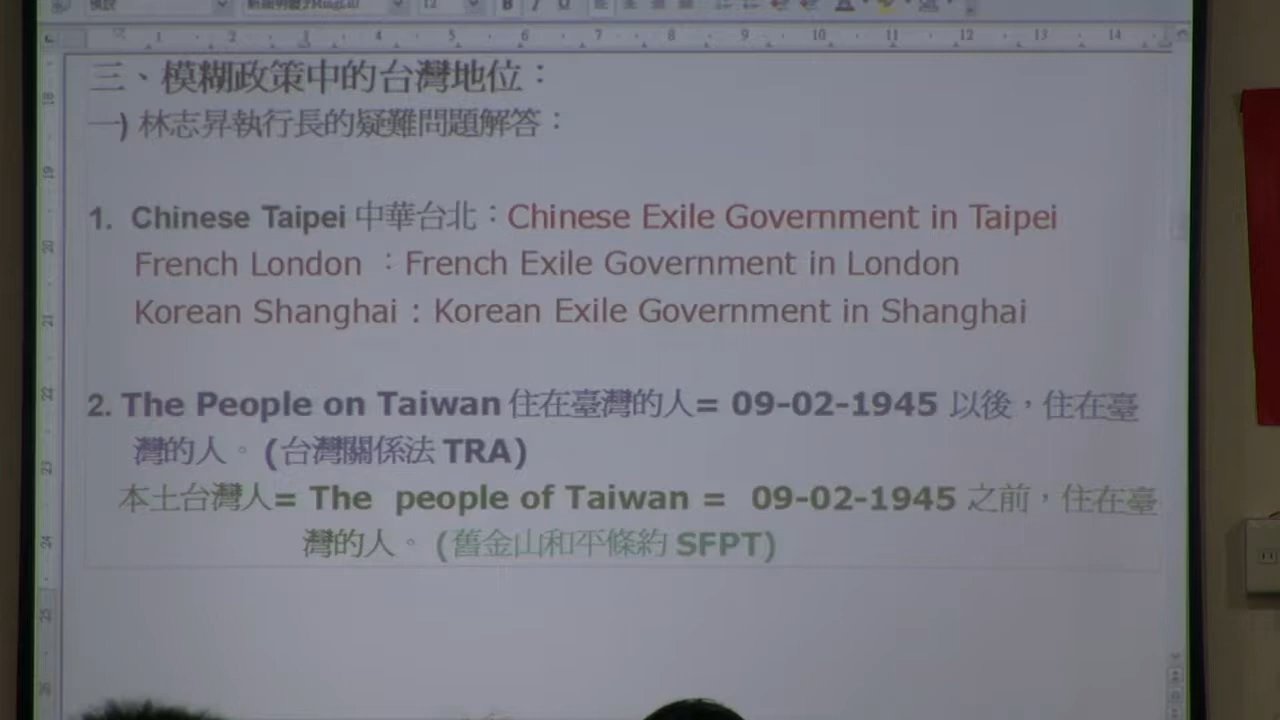 三、模糊政策中的台灣地位：
一) 林志昇執行長的疑難問題解答：
1. Chinese Taipei 中華台北：Chinese Exile Government in Taipei
French London ：French Exile Government in London
Korean Shanghai : Korean Exile Government in Shanghai
2. The People on Taiwan 住在臺灣的人= 09-02-1945 以後，住在臺
灣的人。(台灣關係法 TRA)
本土台灣人= The people of Taiwan = 09-02-1945 之前，住在臺
灣的人。(舊金山和平條約 SFPT)